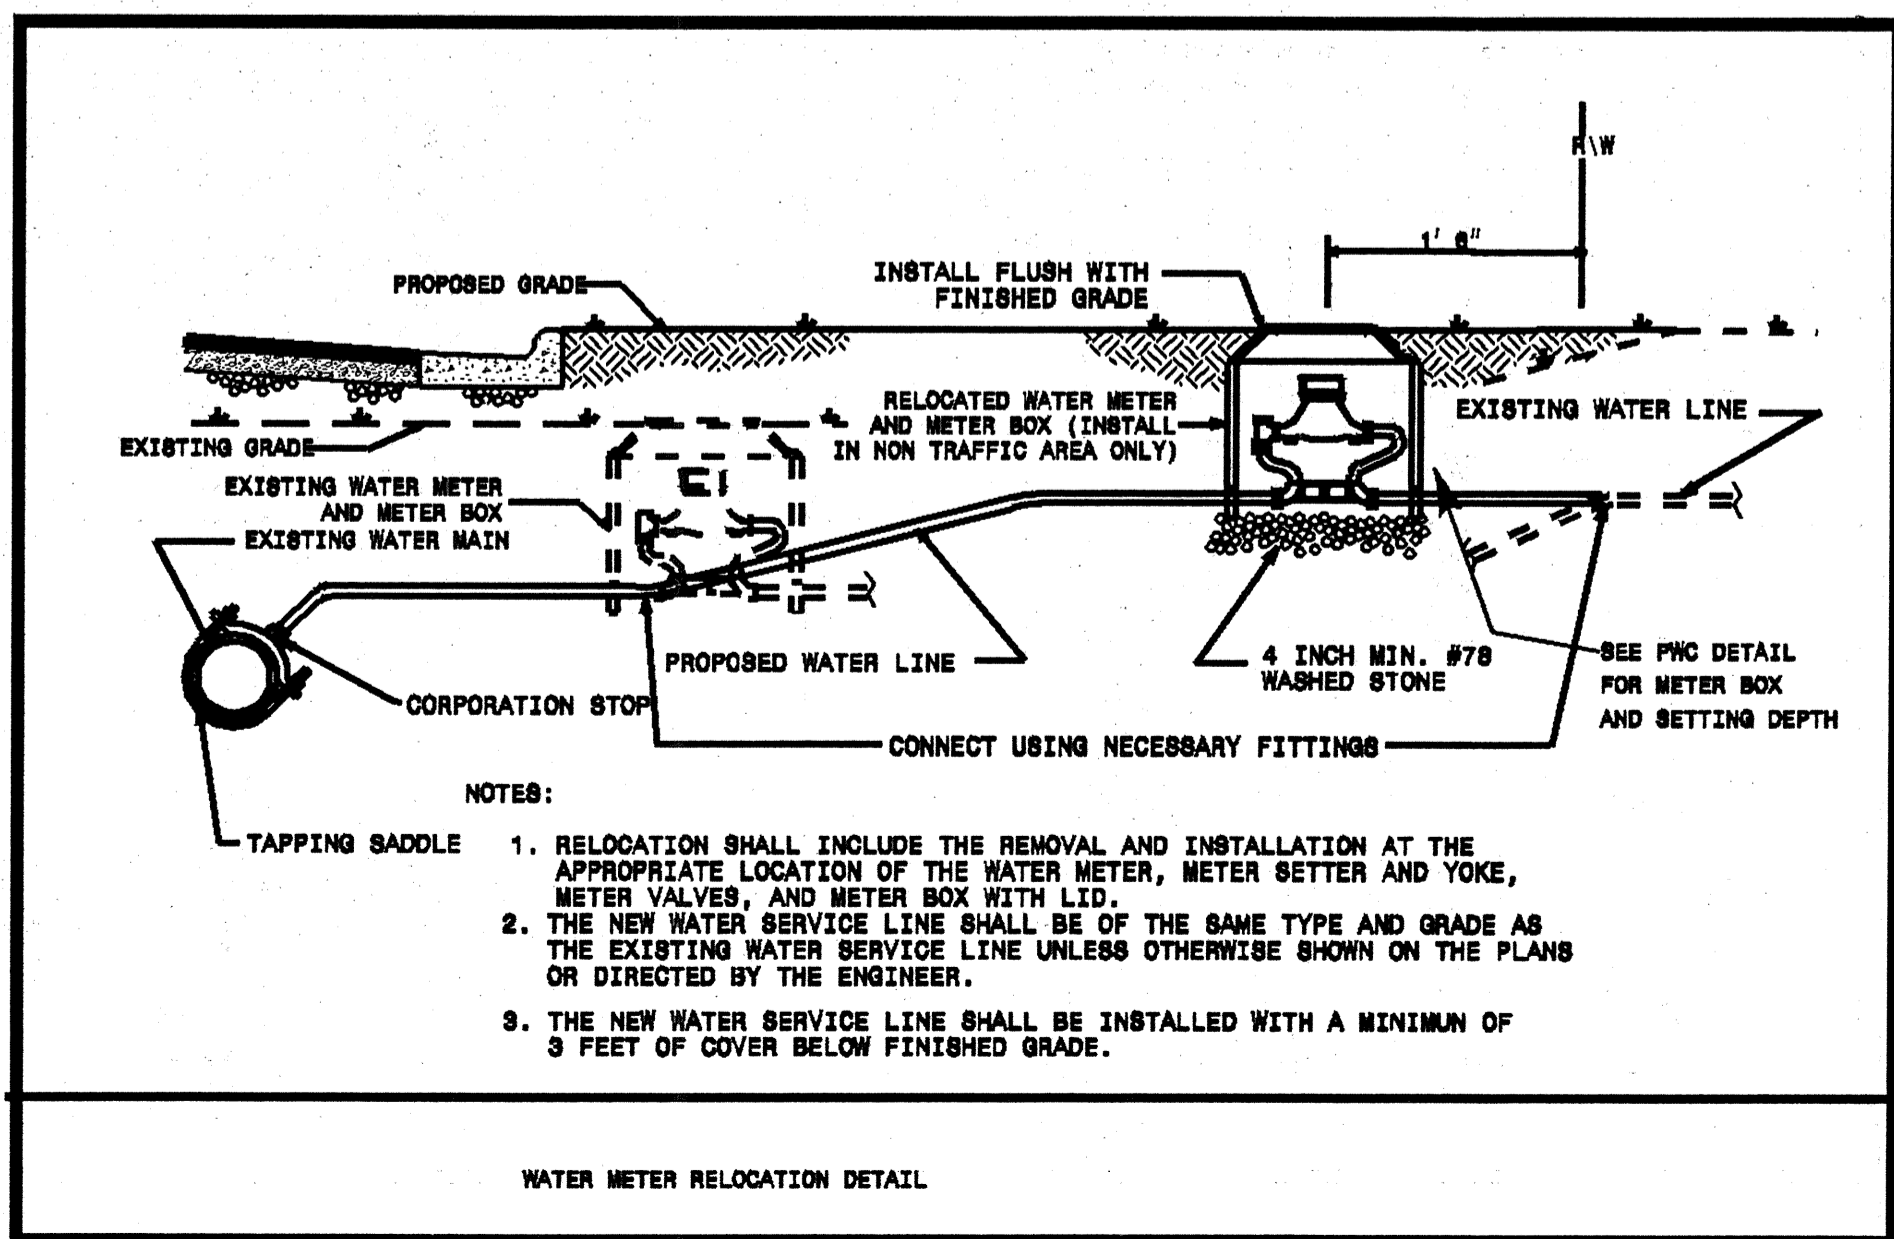 R\W
1' 6"
PROPOSED GRADE
INSTALL FLUSH WITH
FINISHED GRADE
RELOCATED WATER METER
AND METER BOX (INSTALL
IN NON TRAFFIC AREA ONLY)
EXISTING WATER LINE
EXISTING GRADE
EXISTING WATER METER
AND METER BOX
EXISTING WATER MAIN
PROPOSED WATER LINE
4 INCH MIN. #78
WASHED STONE
SEE PWC DETAIL
FOR METER BOX
AND SETTING DEPTH
CORPORATION STOP
CONNECT USING NECESSARY FITTINGS
TAPPING SADDLE
NOTES:
1. RELOCATION SHALL INCLUDE THE REMOVAL AND INSTALLATION AT THE
APPROPRIATE LOCATION OF THE WATER METER, METER SETTER AND YOKE,
METER VALVES, AND METER BOX WITH LID.
2. THE NEW WATER SERVICE LINE SHALL BE OF THE SAME TYPE AND GRADE AS
THE EXISTING WATER SERVICE LINE UNLESS OTHERWISE SHOWN ON THE PLANS
OR DIRECTED BY THE ENGINEER.
3. THE NEW WATER SERVICE LINE SHALL BE INSTALLED WITH A MINIMUN OF
3 FEET OF COVER BELOW FINISHED GRADE.
WATER METER RELOCATION DETAIL